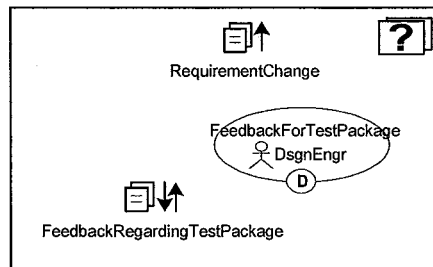 ?
RequirementChange
FeedbackForTestPackage
DsgnEngr
D
FeedbackRegardingTestPackage